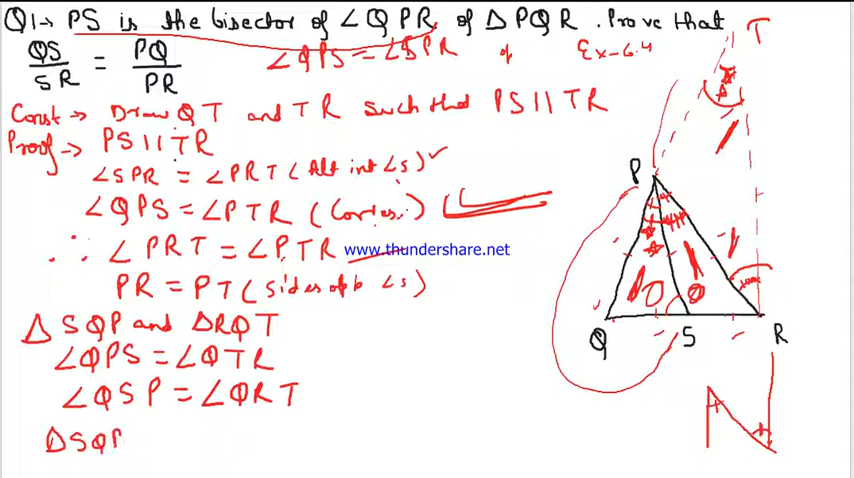 Q1→ PS is the bisector of ∠QPR of ΔPQR. Prove that
QS/SR = PQ/PR
∠QPS = ∠SPR
Ex-6.4
Const → Draw QT and TR such that PS || TR
Proof → PS || TR
∠SPR = ∠PRT (Alt int ∠s) ✓
∠QPS = ∠PTR (Corres.)
∴ ∠PRT = ∠PTR
www.thundershare.net
PR = PT (sides opp ∠s)
Δ SQP and ΔRQT
∠QPS = ∠QTR
∠QSP = ∠QRT
ΔSQP
T
P
Q
S
R